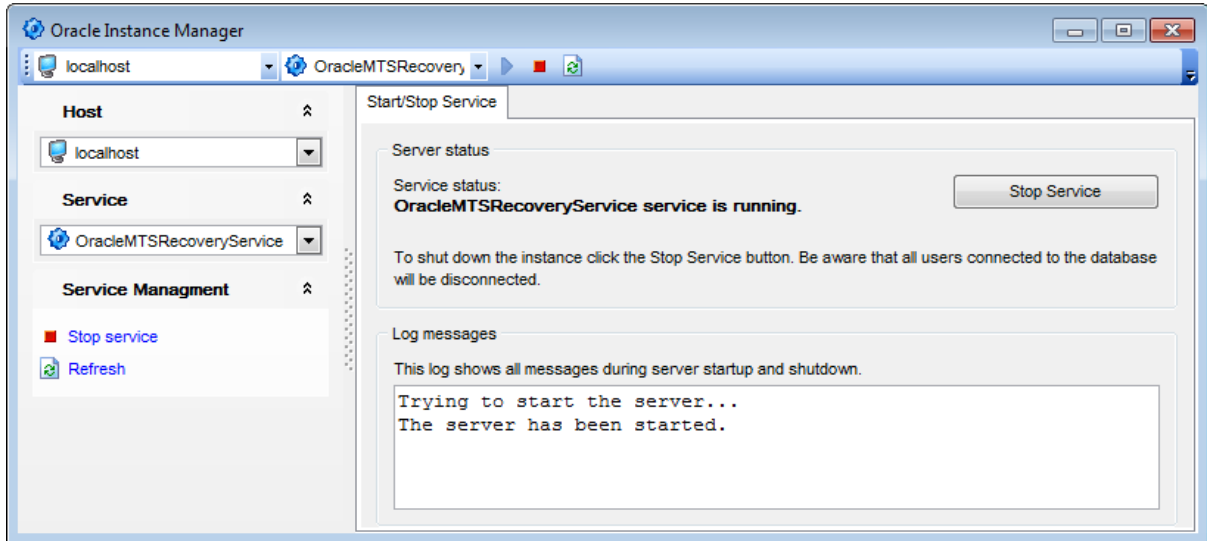 Oracle Instance Manager
localhost
OracleMTSRecovery
Host
localhost
Service
OracleMTSRecoveryService
Service Managment
Stop service
Refresh
Start/Stop Service
Server status
Service status:
OracleMTSRecoveryService service is running.
Stop Service
To shut down the instance click the Stop Service button. Be aware that all users connected to the database
will be disconnected.
Log messages
This log shows all messages during server startup and shutdown.
Trying to start the server...
The server has been started.